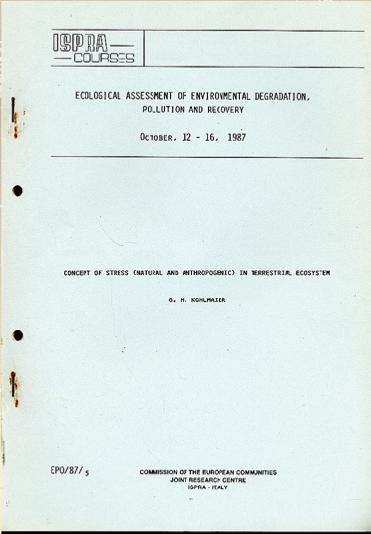 ISPRA
COURSES
ECOLOGICAL ASSESSMENT OF ENVIRONMENTAL DEGRADATION,
POLLUTION AND RECOVERY
OCTOBER, 12 - 16, 1987
CONCEPT OF STRESS (NATURAL AND ANTHROPOGENIC) IN TERRESTRIAL ECOSYSTEM
G. H. KOHLMAIER
EPO/87/5
COMMISSION OF THE EUROPEAN COMMUNITIES
JOINT RESEARCH CENTRE
ISPRA - ITALY